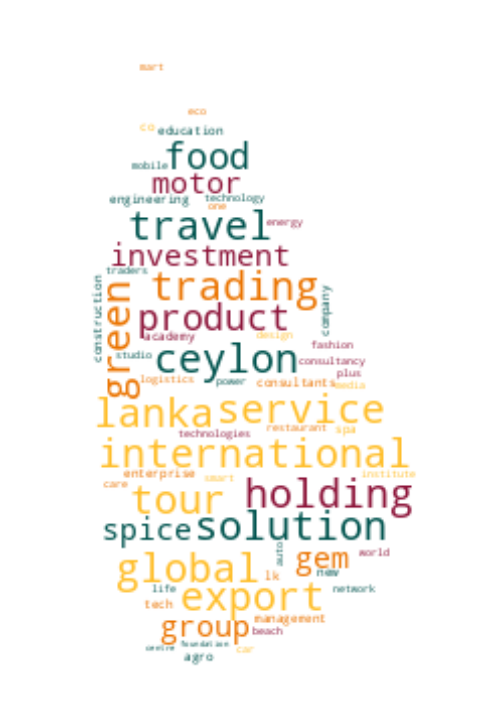 mart
eco
co education
food
mobile
motor
engineering technology
one
travel energy
investment
traders
trading
construction
green
company
product
academy design
fashion
studio ceylon consultancy
plus
logistics power consultants media
lanka service
technologies restaurant spa
international
enterprise smart institute
care
tour holding
spice solution
auto
gem world
global lk new
life export network
tech
management
group beach
centre foundation car
agro